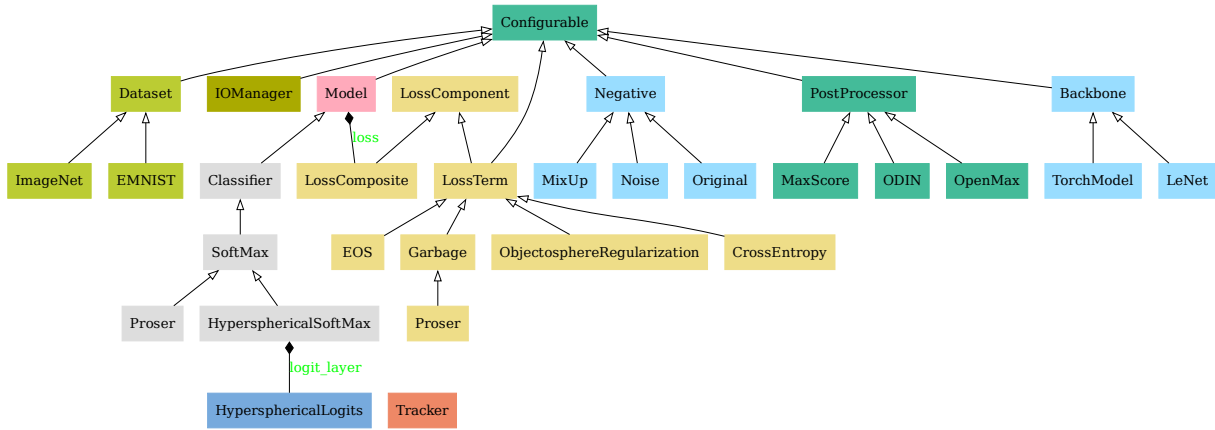 Configurable
Dataset
IOManager
Model
LossComponent
Negative
PostProcessor
Backbone
loss
ImageNet
EMNIST
Classifier
LossComposite
LossTerm
MixUp
Noise
Original
MaxScore
ODIN
OpenMax
TorchModel
LeNet
SoftMax
EOS
Garbage
ObjectosphereRegularization
CrossEntropy
Proser
HypersphericalSoftMax
Proser
logit_layer
HypersphericalLogits
Tracker